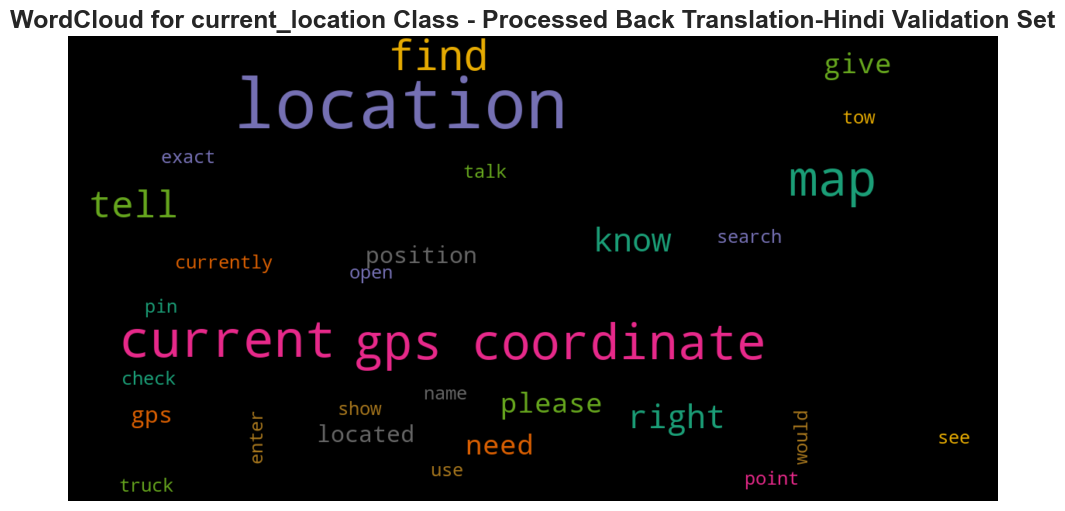 WordCloud for current_location Class - Processed Back Translation-Hindi Validation Set
find
give
location
tow
exact
talk
map
tell
know
search
position
currently
open
pin
current
gps coordinate
check
name
please
show
gps
right
enter
located
need
would
see
use
point
truck